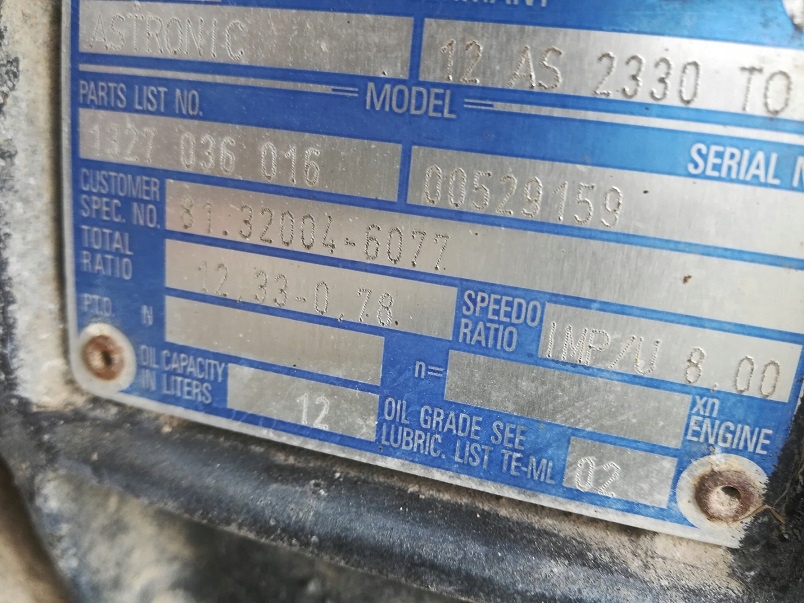 ASTRONIC
12 AS 2330 TO
PARTS LIST NO.
MODEL
1327 036 016
SERIAL
00529159
CUSTOMER
SPEC. NO.
81.32004-6077
TOTAL
RATIO
12.33-0.78
SPEEDO
RATIO
IMP/U 8.00
P.T.O. N
n=
xn
ENGINE
OIL CAPACITY
IN LITERS
12
OIL GRADE SEE
LUBRIC. LIST TE-ML
02